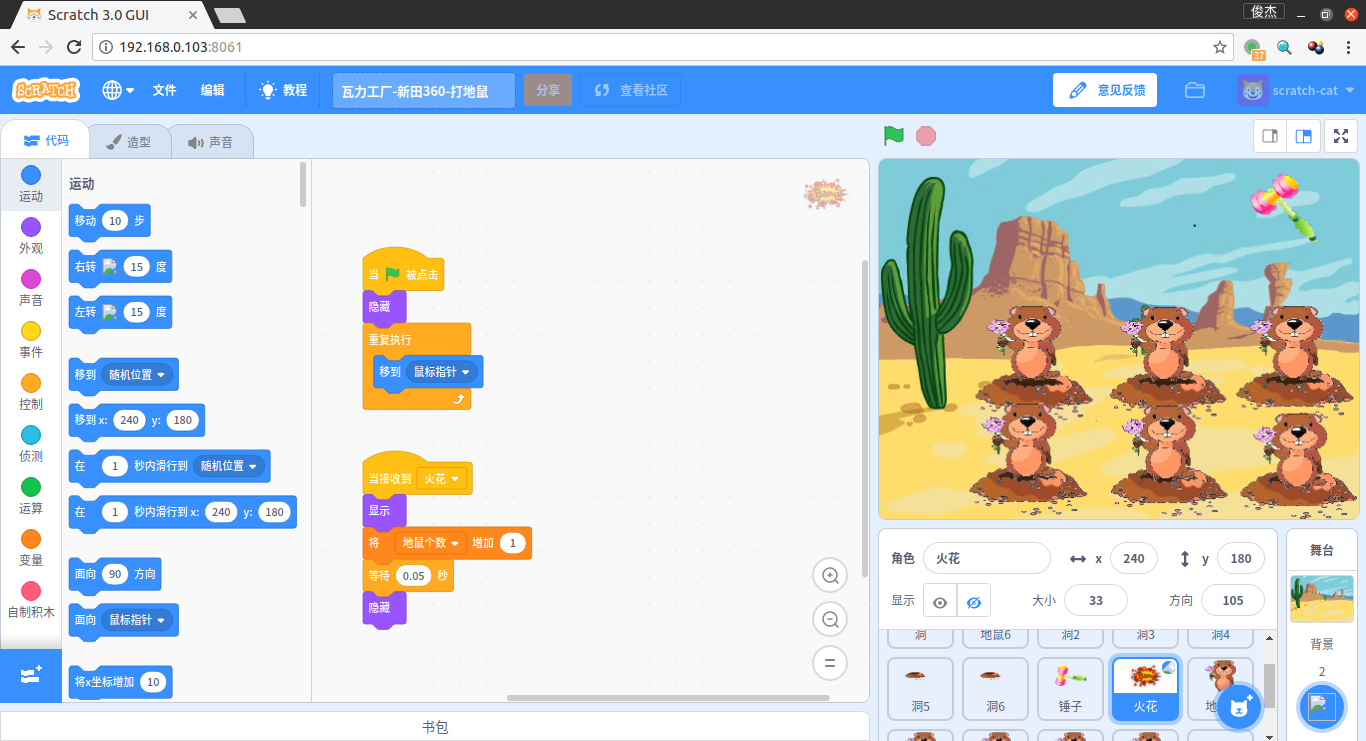 Scratch 3.0 GUI
俊杰
192.168.0.103:8061
37
SCRATCH
文件
编辑
教程
瓦力工厂-新田360-打地鼠
分享
查看社区
意见反馈
scratch-cat
代码
造型
声音
运动
外观
声音
事件
控制
侦测
运算
变量
自制积木
运动
移动 10 步
右转 15 度
左转 15 度
移到 随机位置
移到 x: 240 y: 180
在 1 秒内滑行到 随机位置
在 1 秒内滑行到 x: 240 y: 180
面向 90 方向
面向 鼠标指针
将x坐标增加 10
当 被点击
隐藏
重复执行
移到 鼠标指针
当接收到 火花
显示
将 地鼠个数 增加 1
等待 0.05 秒
隐藏
书包
角色 火花 x 240 y 180
显示 大小 33 方向 105
洞 地鼠6 洞2 洞3 洞4
洞5 洞6 锤子 火花 地
舞台
背景
2